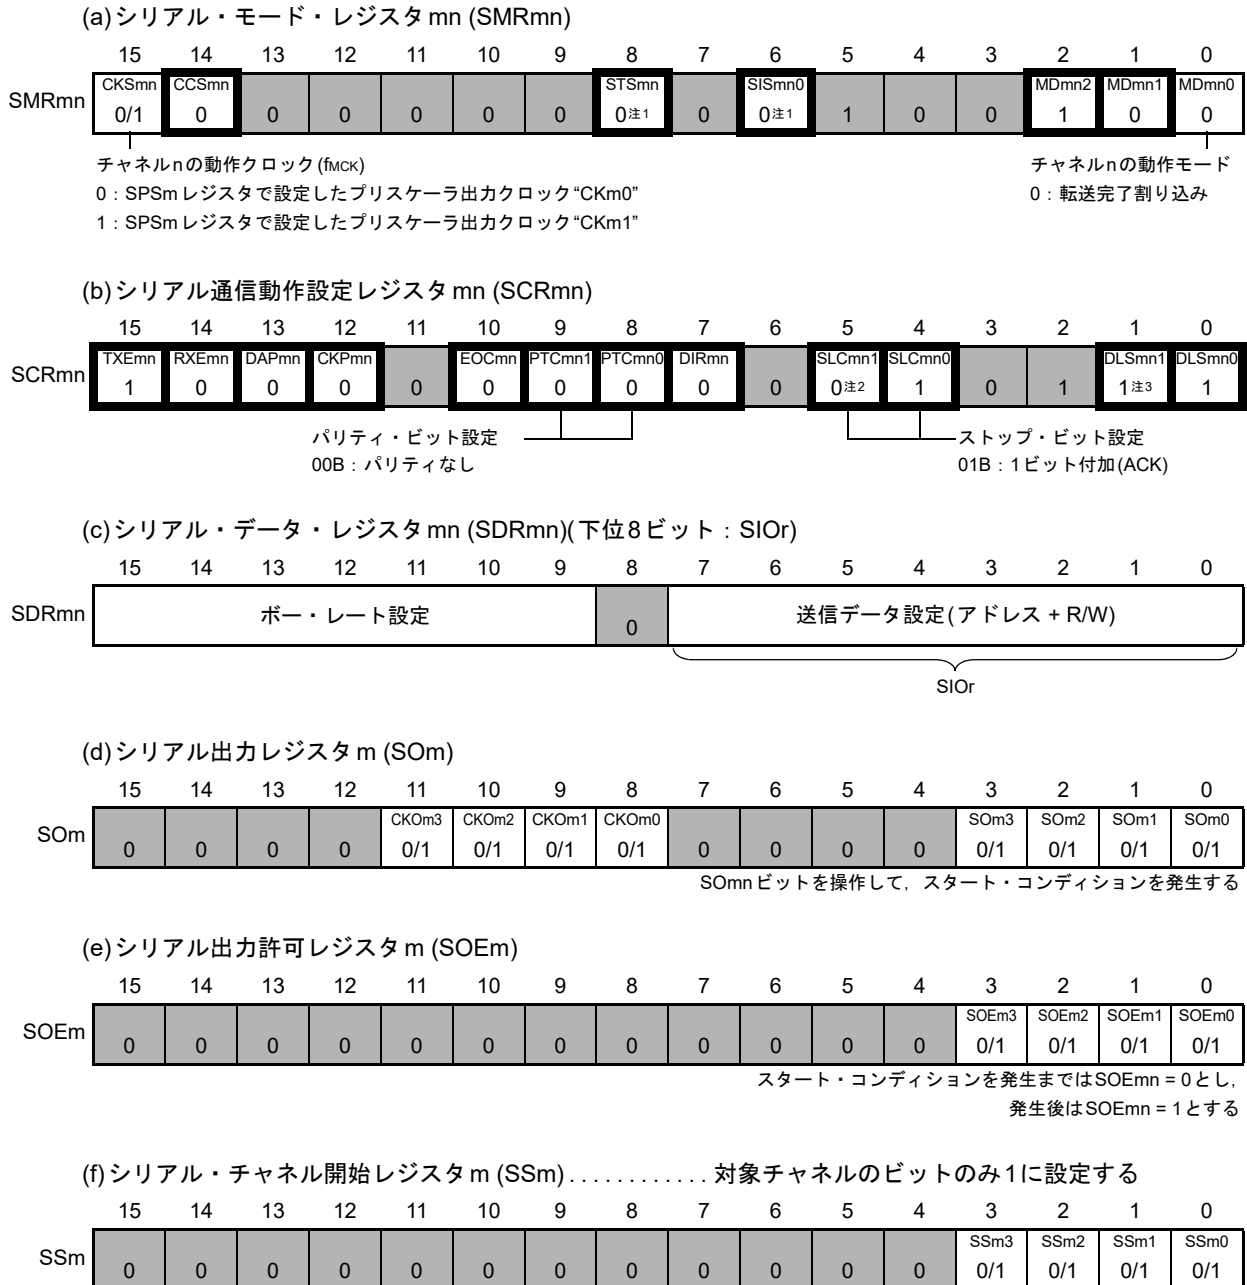 (a)シリアル・モード・レジスタmn (SMRmn)
15 14 13 12 11 10 9 8 7 6 5 4 3 2 1 0
CKSmn CCSmn STSmn SISmn0 MDmn2 MDmn1 MDmn0
SMRmn 0/1 0 0 0 0 0 0 0注1 0 0注1 1 0 0 1 0 0
チャネルnの動作クロック(fMCK)
0：SPSmレジスタで設定したプリスケーラ出力クロック“CKm0”
1：SPSmレジスタで設定したプリスケーラ出力クロック“CKm1”
チャネルnの動作モード
0：転送完了割り込み
(b)シリアル通信動作設定レジスタmn (SCRmn)
15 14 13 12 11 10 9 8 7 6 5 4 3 2 1 0
TXEmn RXEmn DAPmn CKPmn EOCmn PTCmn1 PTCmn0 DIRmn SLCmn1 SLCmn0 DLSmn1 DLSmn0
SCRmn 1 0 0 0 0 0 0 0 0 0 0注2 1 0 1 1注3 1
パリティ・ビット設定
00B：パリティなし
ストップ・ビット設定
01B：1ビット付加(ACK)
(c)シリアル・データ・レジスタmn (SDRmn)(下位8ビット：SIOr)
15 14 13 12 11 10 9 8 7 6 5 4 3 2 1 0
SDRmn ボー・レート設定 0 送信データ設定(アドレス + R/W)
SIOr
(d)シリアル出力レジスタm (SOm)
15 14 13 12 11 10 9 8 7 6 5 4 3 2 1 0
CKOm3 CKOm2 CKOm1 CKOm0 SOm3 SOm2 SOm1 SOm0
SOm 0 0 0 0 0/1 0/1 0/1 0/1 0 0 0 0 0/1 0/1 0/1 0/1
SOmnビットを操作して，スタート・コンディションを発生する
(e)シリアル出力許可レジスタm (SOEm)
15 14 13 12 11 10 9 8 7 6 5 4 3 2 1 0
SOEm3 SOEm2 SOEm1 SOEm0
SOEm 0 0 0 0 0 0 0 0 0 0 0 0 0/1 0/1 0/1 0/1
スタート・コンディションを発生まではSOEmn = 0とし，
発生後はSOEmn = 1とする
(f)シリアル・チャネル開始レジスタm (SSm) . . . . . . . . . . . . 対象チャネルのビットのみ1に設定する
15 14 13 12 11 10 9 8 7 6 5 4 3 2 1 0
SSm3 SSm2 SSm1 SSm0
SSm 0 0 0 0 0 0 0 0 0 0 0 0 0/1 0/1 0/1 0/1